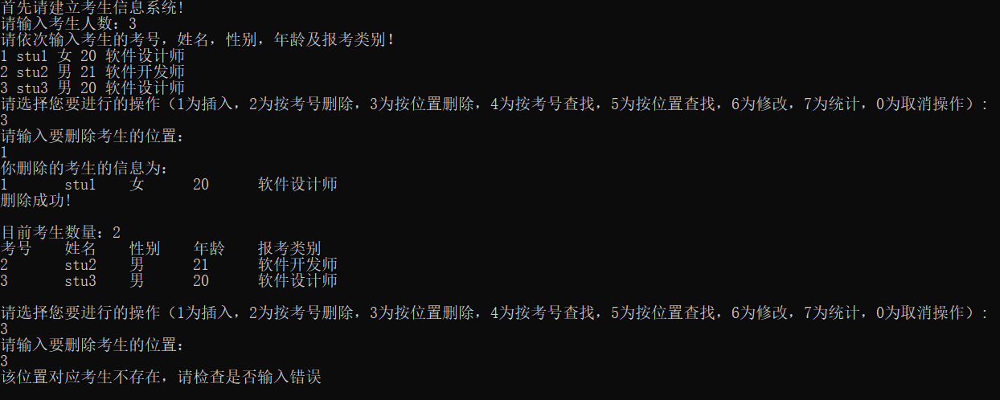 首先请建立考生信息系统!
请输入考生人数：3
请依次输入考生的考号，姓名，性别，年龄及报考类别!
1 stu1 女 20 软件设计师
2 stu2 男 21 软件开发师
3 stu3 男 20 软件设计师
请选择您要进行的操作（1为插入，2为按考号删除，3为按位置删除，4为按考号查找，5为按位置查找，6为修改，7为统计，0为取消操作）:
3
请输入要删除考生的位置：
1
你删除的考生的信息为：
1 stu1 女 20 软件设计师
删除成功!
目前考生数量：2
考号 姓名 性别 年龄 报考类别
2 stu2 男 21 软件开发师
3 stu3 男 20 软件设计师
请选择您要进行的操作（1为插入，2为按考号删除，3为按位置删除，4为按考号查找，5为按位置查找，6为修改，7为统计，0为取消操作）:
3
请输入要删除考生的位置：
3
该位置对应考生不存在，请检查是否输入错误